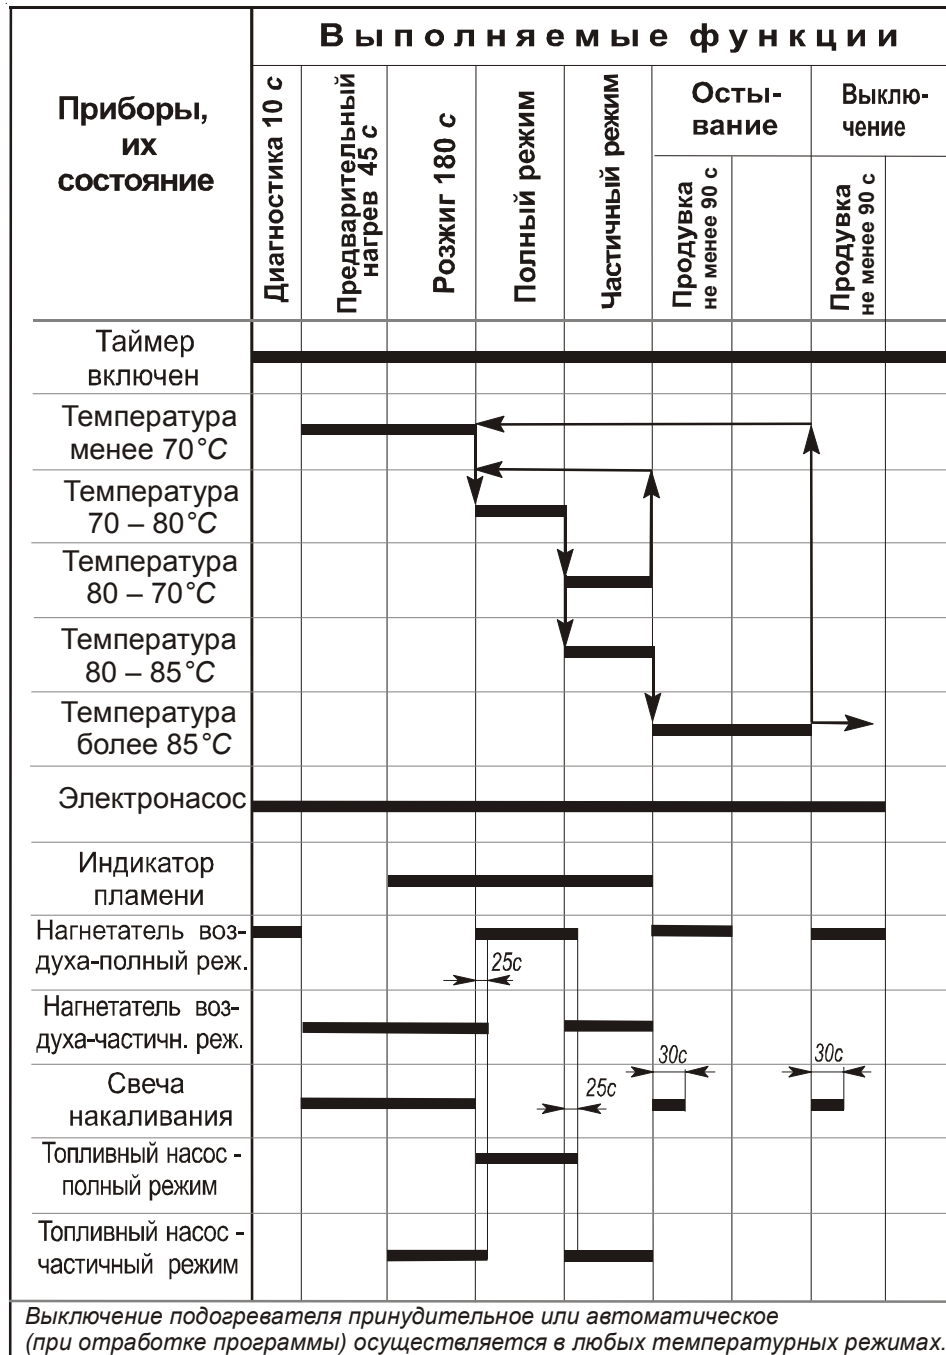 Выполняемые функции
Приборы,
их
состояние
Диагностика 10 с
Предварительный
нагрев 45 с
Розжиг 180 с
Полный режим
Частичный режим
Осты-
вание
Выклю-
чение
Продувка
не менее 90 с
Продувка
не менее 90 с
Таймер
включен
Температура
менее 70°С
Температура
70 – 80°С
Температура
80 – 70°С
Температура
80 – 85°С
Температура
более 85°С
Электронасос
Индикатор
пламени
Нагнетатель воз-
духа-полный реж.
25с
Нагнетатель воз-
духа-частичн. реж.
30с
30с
Свеча
накаливания
25с
Топливный насос -
полный режим
Топливный насос -
частичный режим
Выключение подогревателя принудительное или автоматическое
(при отработке программы) осуществляется в любых температурных режимах.